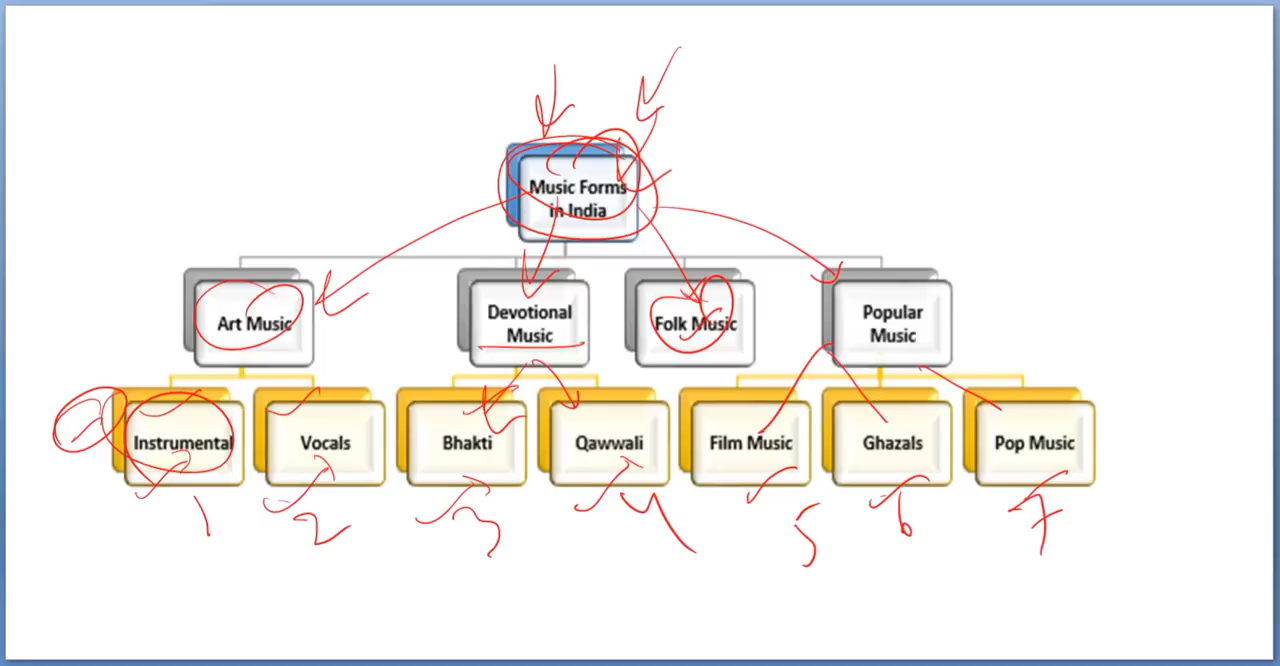 Music Forms
in India
Art Music
Devotional
Music
Folk Music
Popular
Music
Instrumental
Vocals
Bhakti
Qawwali
Film Music
Ghazals
Pop Music
1
2
3
4
5
6
7